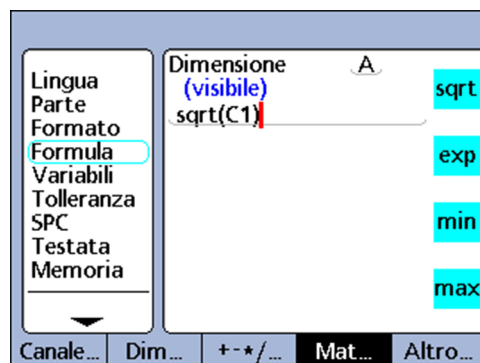 Lingua
Parte
Formato
Formula
Variabili
Tolleranza
SPC
Testata
Memoria
Dimensione A
(visibile)
sqrt(C1)
sqrt
exp
min
max
Canale... Dim... +-*/... Mat... Altro...